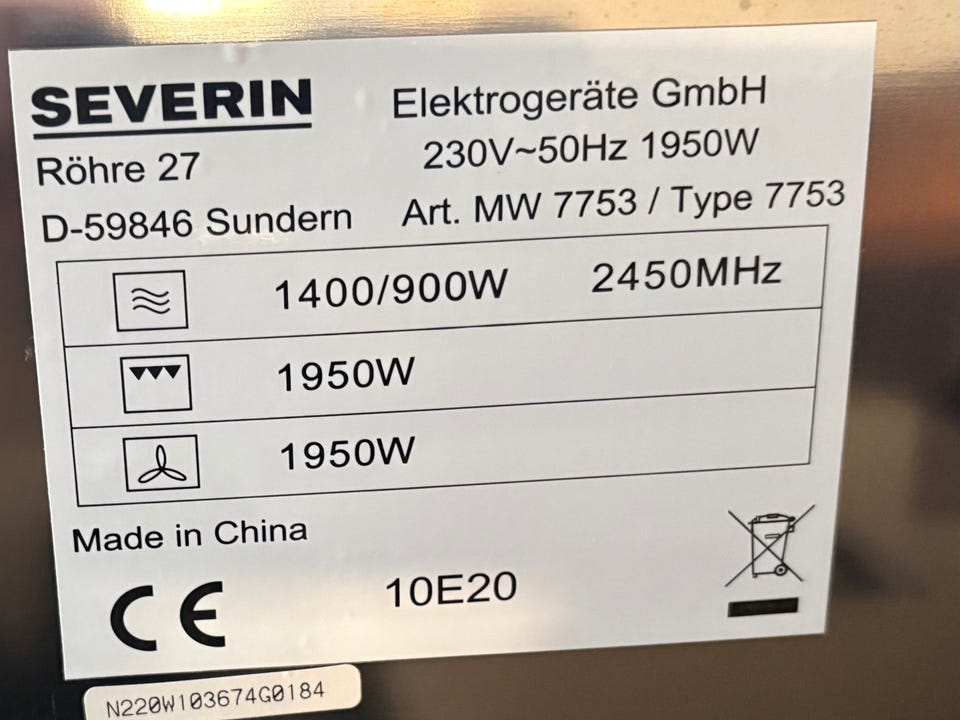 SEVERIN
Elektrogeräte GmbH
Röhre 27
230V~50Hz 1950W
D-59846 Sundern
Art. MW 7753 / Type 7753
1400/900W 2450MHz
1950W
1950W
Made in China
CE
10E20
N220W103674G0184